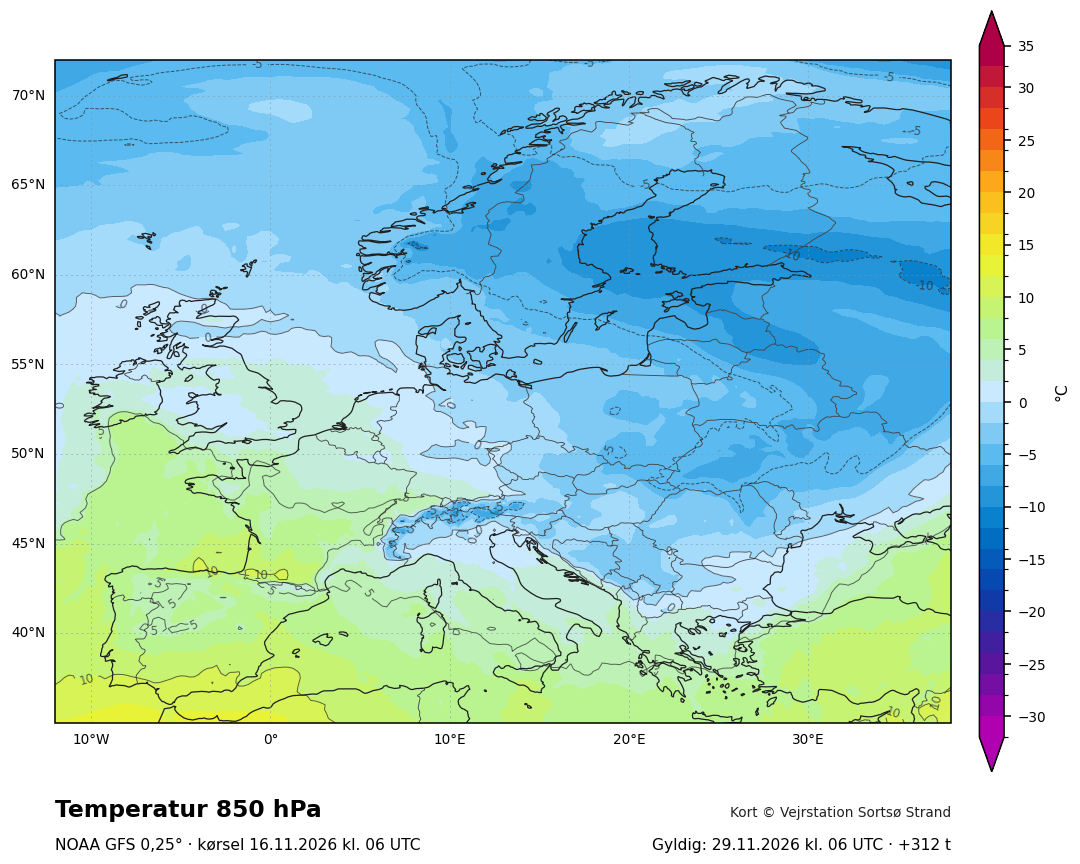 70°N
65°N
60°N
55°N
50°N
45°N
40°N
10°W
0°
10°E
20°E
30°E
35
30
25
20
15
10
5
0
−5
−10
−15
−20
−25
−30
°C
Temperatur 850 hPa
Kort © Vejrstation Sortsø Strand
NOAA GFS 0,25° · kørsel 16.11.2026 kl. 06 UTC
Gyldig: 29.11.2026 kl. 06 UTC · +312 t